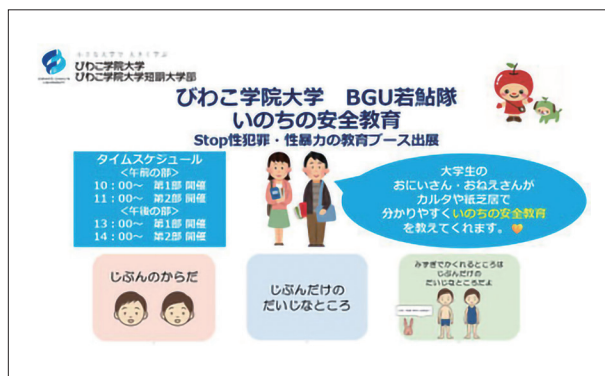 びわこ学院大学
びわこ学院大学短期大学部
びわこ学院大学　BGU若鮎隊
いのちの安全教育
Stop性犯罪・性暴力の教育ブース出展
タイムスケジュール
<午前の部>
10：00～　第1部 開催
11：00～　第2部 開催
<午後の部>
13：00～　第1部 開催
14：00～　第2部 開催
大学生の
おにいさん・おねえさんが
カルタや紙芝居で
分かりやすくいのちの安全教育
を教えてくれます。🧡
じぶんのからだ
じぶんだけの
だいじなところ
みずぎでかくれるところは
じぶんだけの
だいじなところだよ